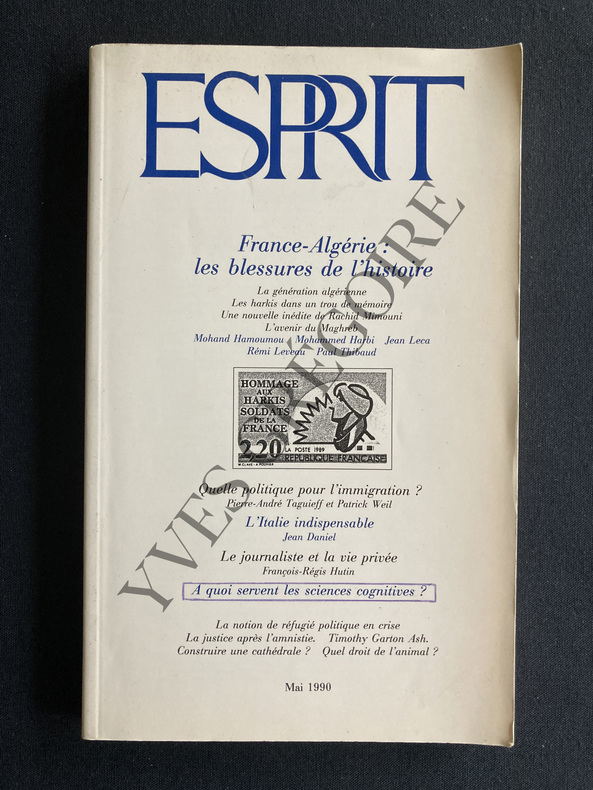 ESPRIT
France-Algérie :
les blessures de l'histoire
La génération algérienne
Les harkis dans un trou de mémoire
Une nouvelle inédite de Rachid Mimouni
L'avenir du Maghreb
Mohand Hamoumou Mohammed Harbi Jean Leca
Rémi Leveau Paul Thibaud
HOMMAGE
AUX
HARKIS
SOLDATS
DE LA
FRANCE
2,20
LA POSTE 1989
REPUBLIQUE FRANÇAISE
Quelle politique pour l'immigration ?
Pierre-André Taguieff et Patrick Weil
L'Italie indispensable
Jean Daniel
Le journaliste et la vie privée
François-Régis Hutin
A quoi servent les sciences cognitives ?
La notion de réfugié politique en crise
La justice après l'amnistie. Timothy Garton Ash.
Construire une cathédrale ? Quel droit de l'animal ?
Mai 1990
YVES GRÉGOIRE